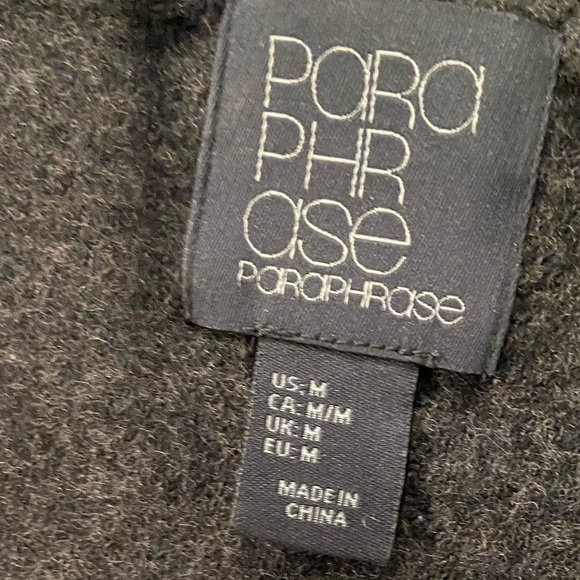 PaRa
PHR
ase
PaRaPHRase
US: M
CA: M/M
UK: M
EU: M
MADE IN
CHINA